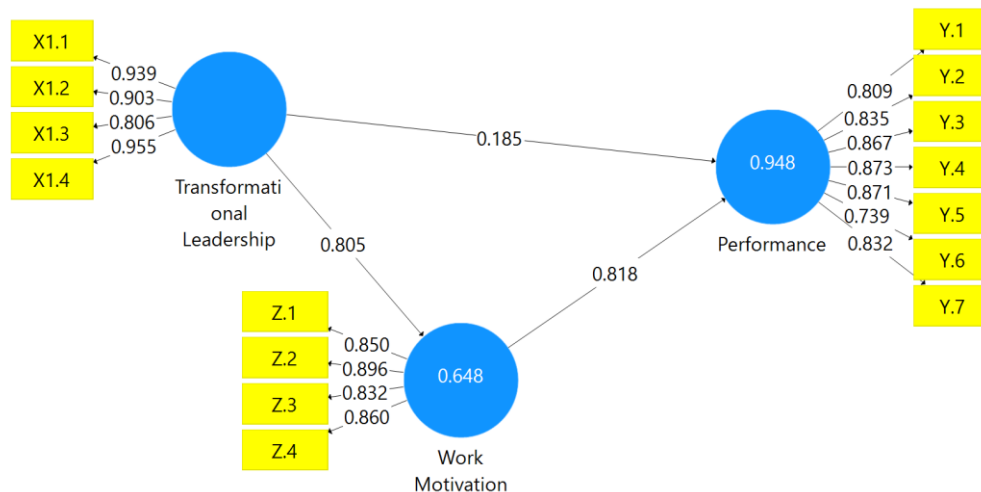 X1.1
X1.2
X1.3
X1.4
0.939
0.903
0.806
0.955
Transformati
onal
Leadership
0.185
0.805
0.818
Y.1
Y.2
Y.3
Y.4
Y.5
Y.6
Y.7
0.809
0.835
0.867
0.873
0.871
0.739
0.832
0.948
Performance
Z.1
Z.2
Z.3
Z.4
0.850
0.896
0.832
0.860
0.648
Work
Motivation